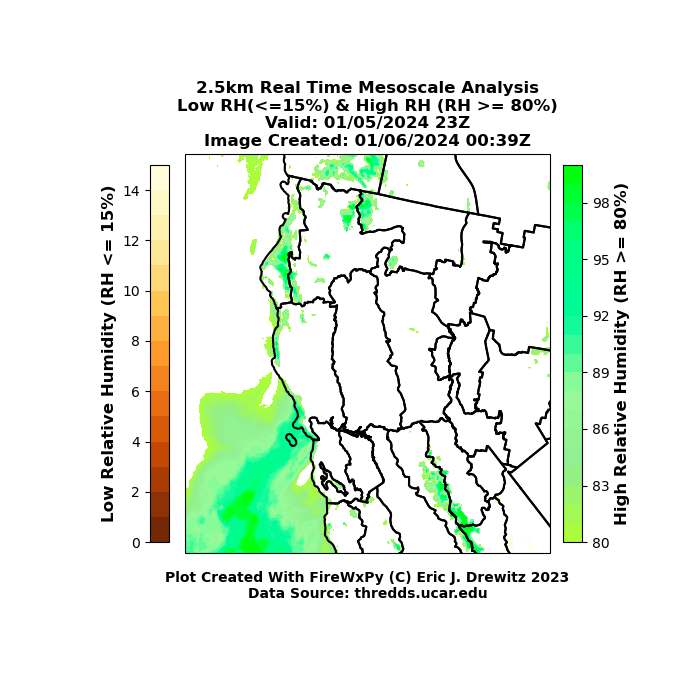 2.5km Real Time Mesoscale Analysis
Low RH(<=15%) & High RH (RH >= 80%)
Valid: 01/05/2024 23Z
Image Created: 01/06/2024 00:39Z
Low Relative Humidity (RH <= 15%)
14
12
10
8
6
4
2
0
98
95
92
89
86
83
80
High Relative Humidity (RH >= 80%)
Plot Created With FireWxPy (C) Eric J. Drewitz 2023
Data Source: thredds.ucar.edu